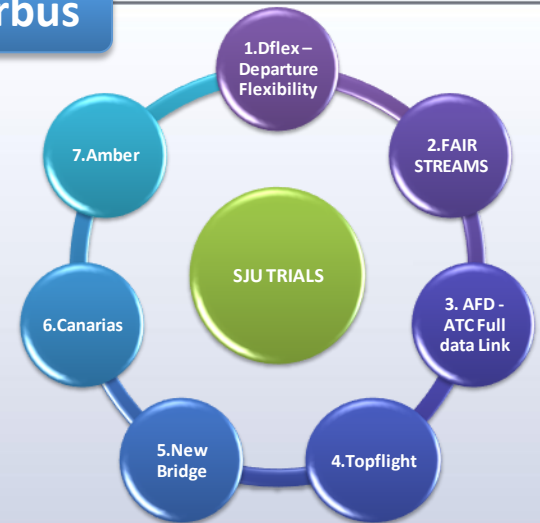 rbus
1.Dflex –
Departure
Flexibility
2.FAIR
STREAMS
3. AFD -
ATC Full
data Link
4.Topflight
5.New
Bridge
6.Canarias
7.Amber
SJU TRIALS